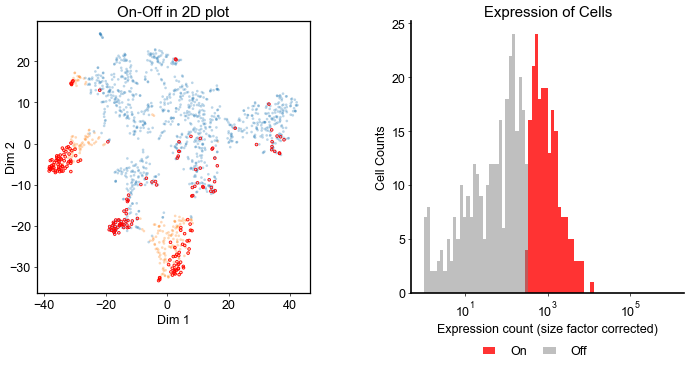 On-Off in 2D plot
Dim 2
20
10
0
−10
−20
−30
−40
−20
0
20
40
Dim 1
Expression of Cells
Cell Counts
25
20
15
10
5
0
10^1
10^3
10^5
Expression count (size factor corrected)
On
Off